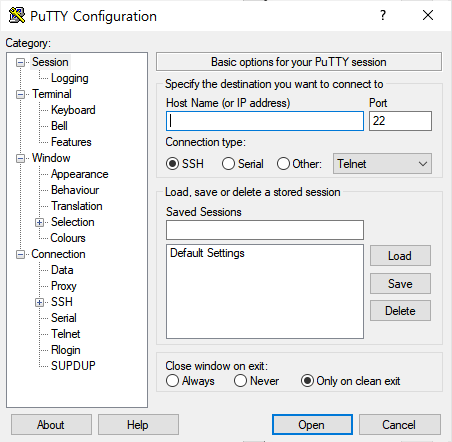 PuTTY Configuration
? ×
Category:
Session
Logging
Terminal
Keyboard
Bell
Features
Window
Appearance
Behaviour
Translation
Selection
Colours
Connection
Data
Proxy
SSH
Serial
Telnet
Rlogin
SUPDUP
Basic options for your PuTTY session
Specify the destination you want to connect to
Host Name (or IP address) Port
22
Connection type:
SSH Serial Other: Telnet
Load, save or delete a stored session
Saved Sessions
Default Settings
Load
Save
Delete
Close window on exit:
Always Never Only on clean exit
About Help Open Cancel